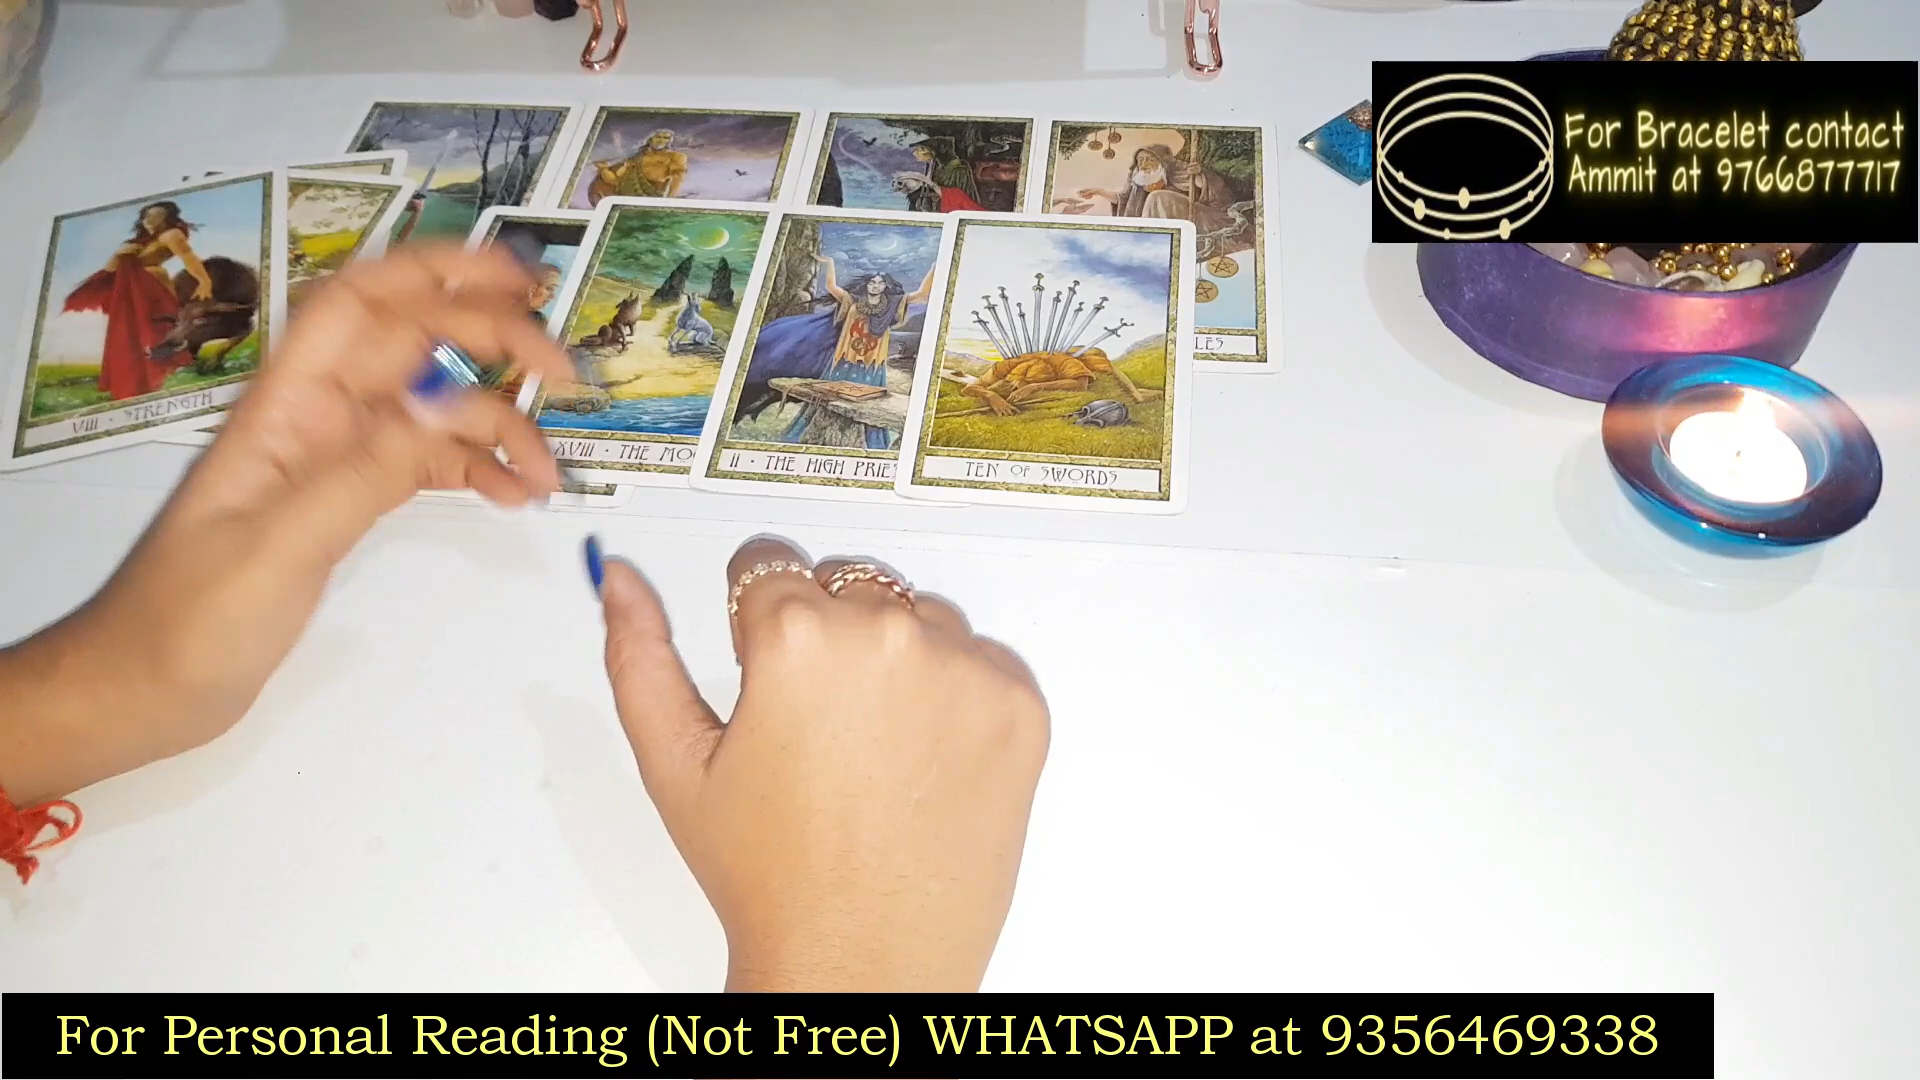 For Bracelet contact
Ammit at 9766877717
LES
VIII · STRENGTH
XVIII · THE MO
II · THE HIGH PRIES
TEN OF SWORDS
For Personal Reading (Not Free) WHATSAPP at 9356469338